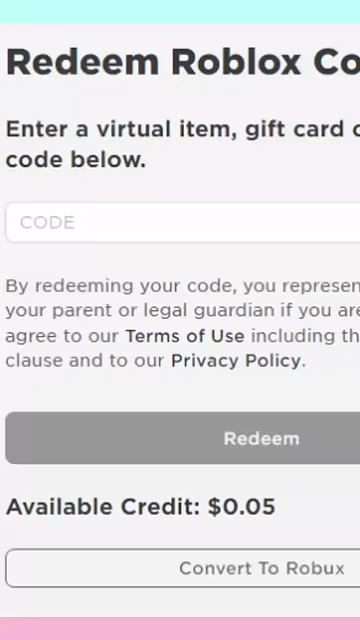 Redeem Roblox Co
Enter a virtual item, gift card
code below.
CODE
By redeeming your code, you represen
your parent or legal guardian if you are
agree to our Terms of Use including th
clause and to our Privacy Policy.
Redeem
Available Credit: $0.05
Convert To Robux